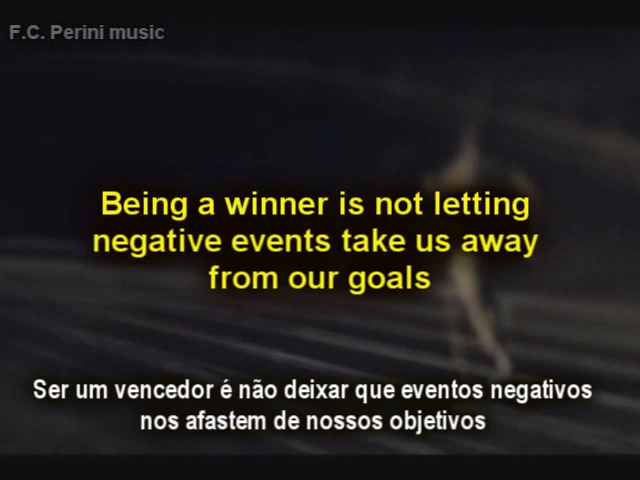 F.C. Perini music
Being a winner is not letting
negative events take us away
from our goals
Ser um vencedor é não deixar que eventos negativos
nos afastem de nossos objetivos